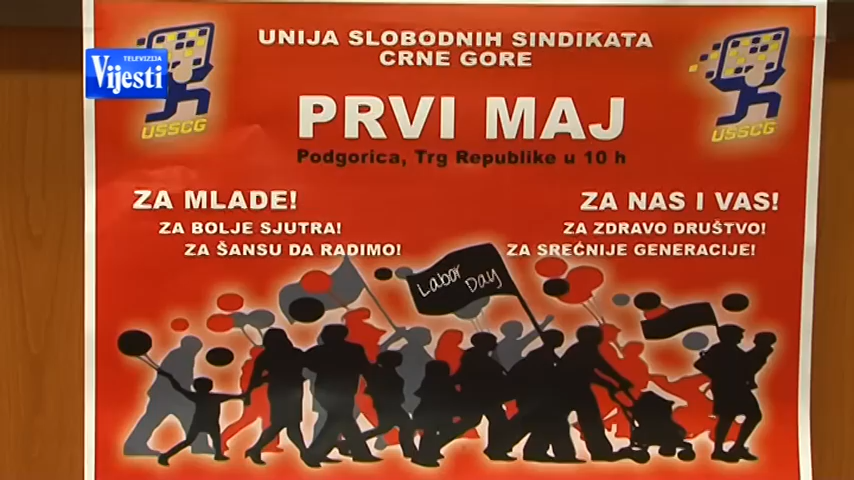 TELEVIZIJA
Vijesti
UNIJA SLOBODNIH SINDIKATA
CRNE GORE
USSCG
USSCG
PRVI MAJ
Podgorica, Trg Republike u 10 h
ZA MLADE!
ZA BOLJE SJUTRA!
ZA ŠANSU DA RADIMO!
ZA NAS I VAS!
ZA ZDRAVO DRUŠTVO!
ZA SREĆNIJE GENERACIJE!
Labor Day